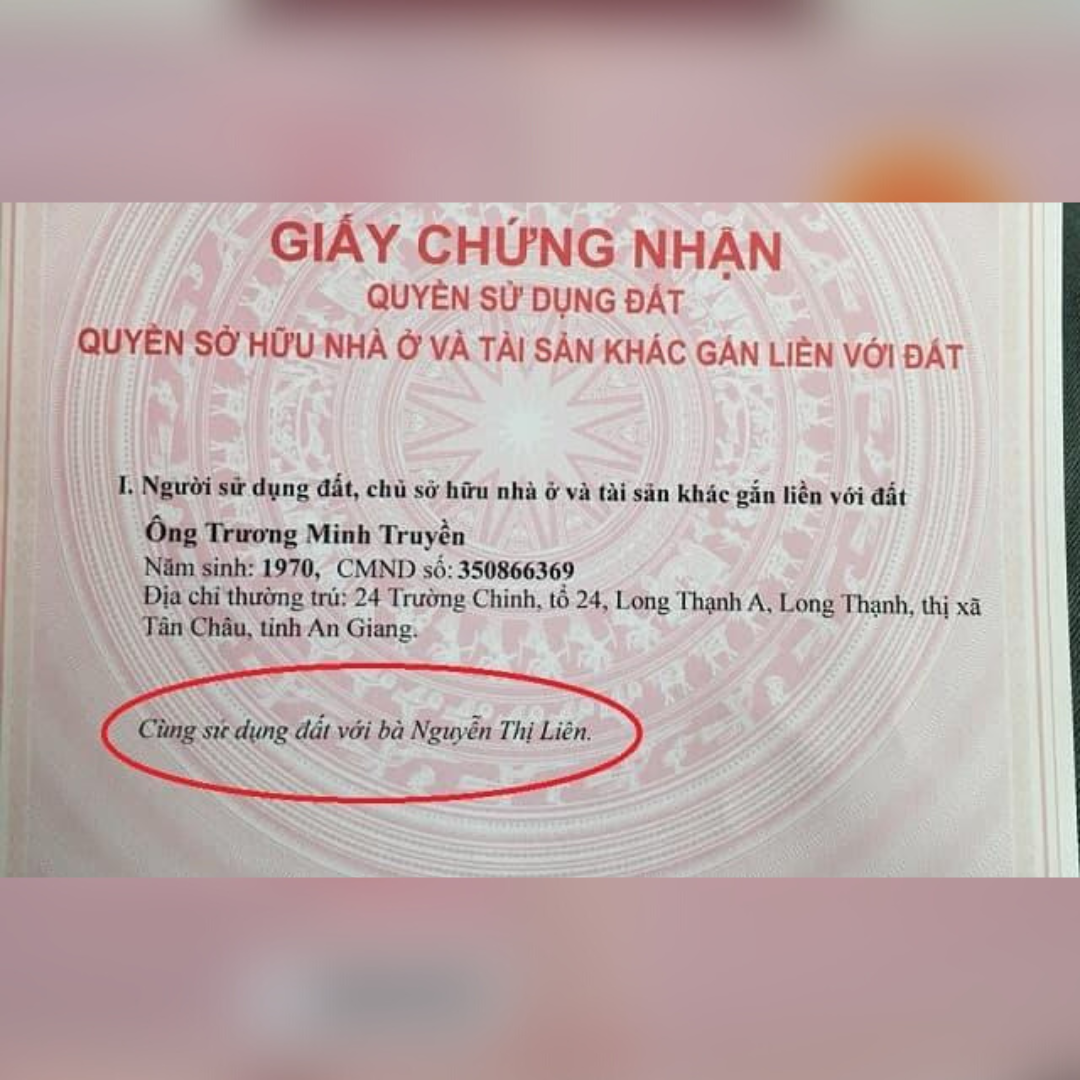 GIẤY CHỨNG NHẬN
QUYỀN SỬ DỤNG ĐẤT
QUYỀN SỞ HỮU NHÀ Ở VÀ TÀI SẢN KHÁC GẮN LIỀN VỚI ĐẤT
I. Người sử dụng đất, chủ sở hữu nhà ở và tài sản khác gắn liền với đất
Ông Trương Minh Truyền
Năm sinh: 1970, CMND số: 350866369
Địa chỉ thường trú: 24 Trường Chinh, tổ 24, Long Thạnh A, Long Thạnh, thị xã
Tân Châu, tỉnh An Giang.
Cùng sử dụng đất với bà Nguyễn Thị Liên.